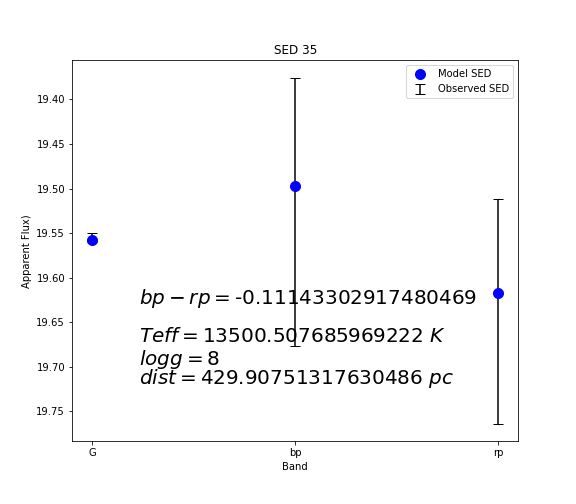 SED 35
Model SED
Observed SED
19.40
19.45
19.50
19.55
19.60
19.65
19.70
19.75
Apparent Flux)
bp − rp = -0.11143302917480469
Teff = 13500.507685969222 K
logg = 8
dist = 429.90751317630486 pc
G
bp
rp
Band